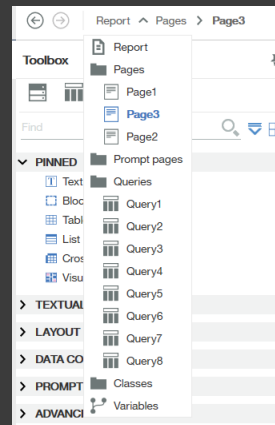 Report Pages Page3
Toolbox
Report
Pages
Page1
Page3
Page2
Prompt pages
Queries
Query1
Query2
Query3
Query4
Query5
Query6
Query7
Query8
Classes
Variables
Find
PINNED
Text
Bloc
Tabl
List
Cros
Visu
TEXTUAL
LAYOUT
DATA CO
PROMPT
ADVANC